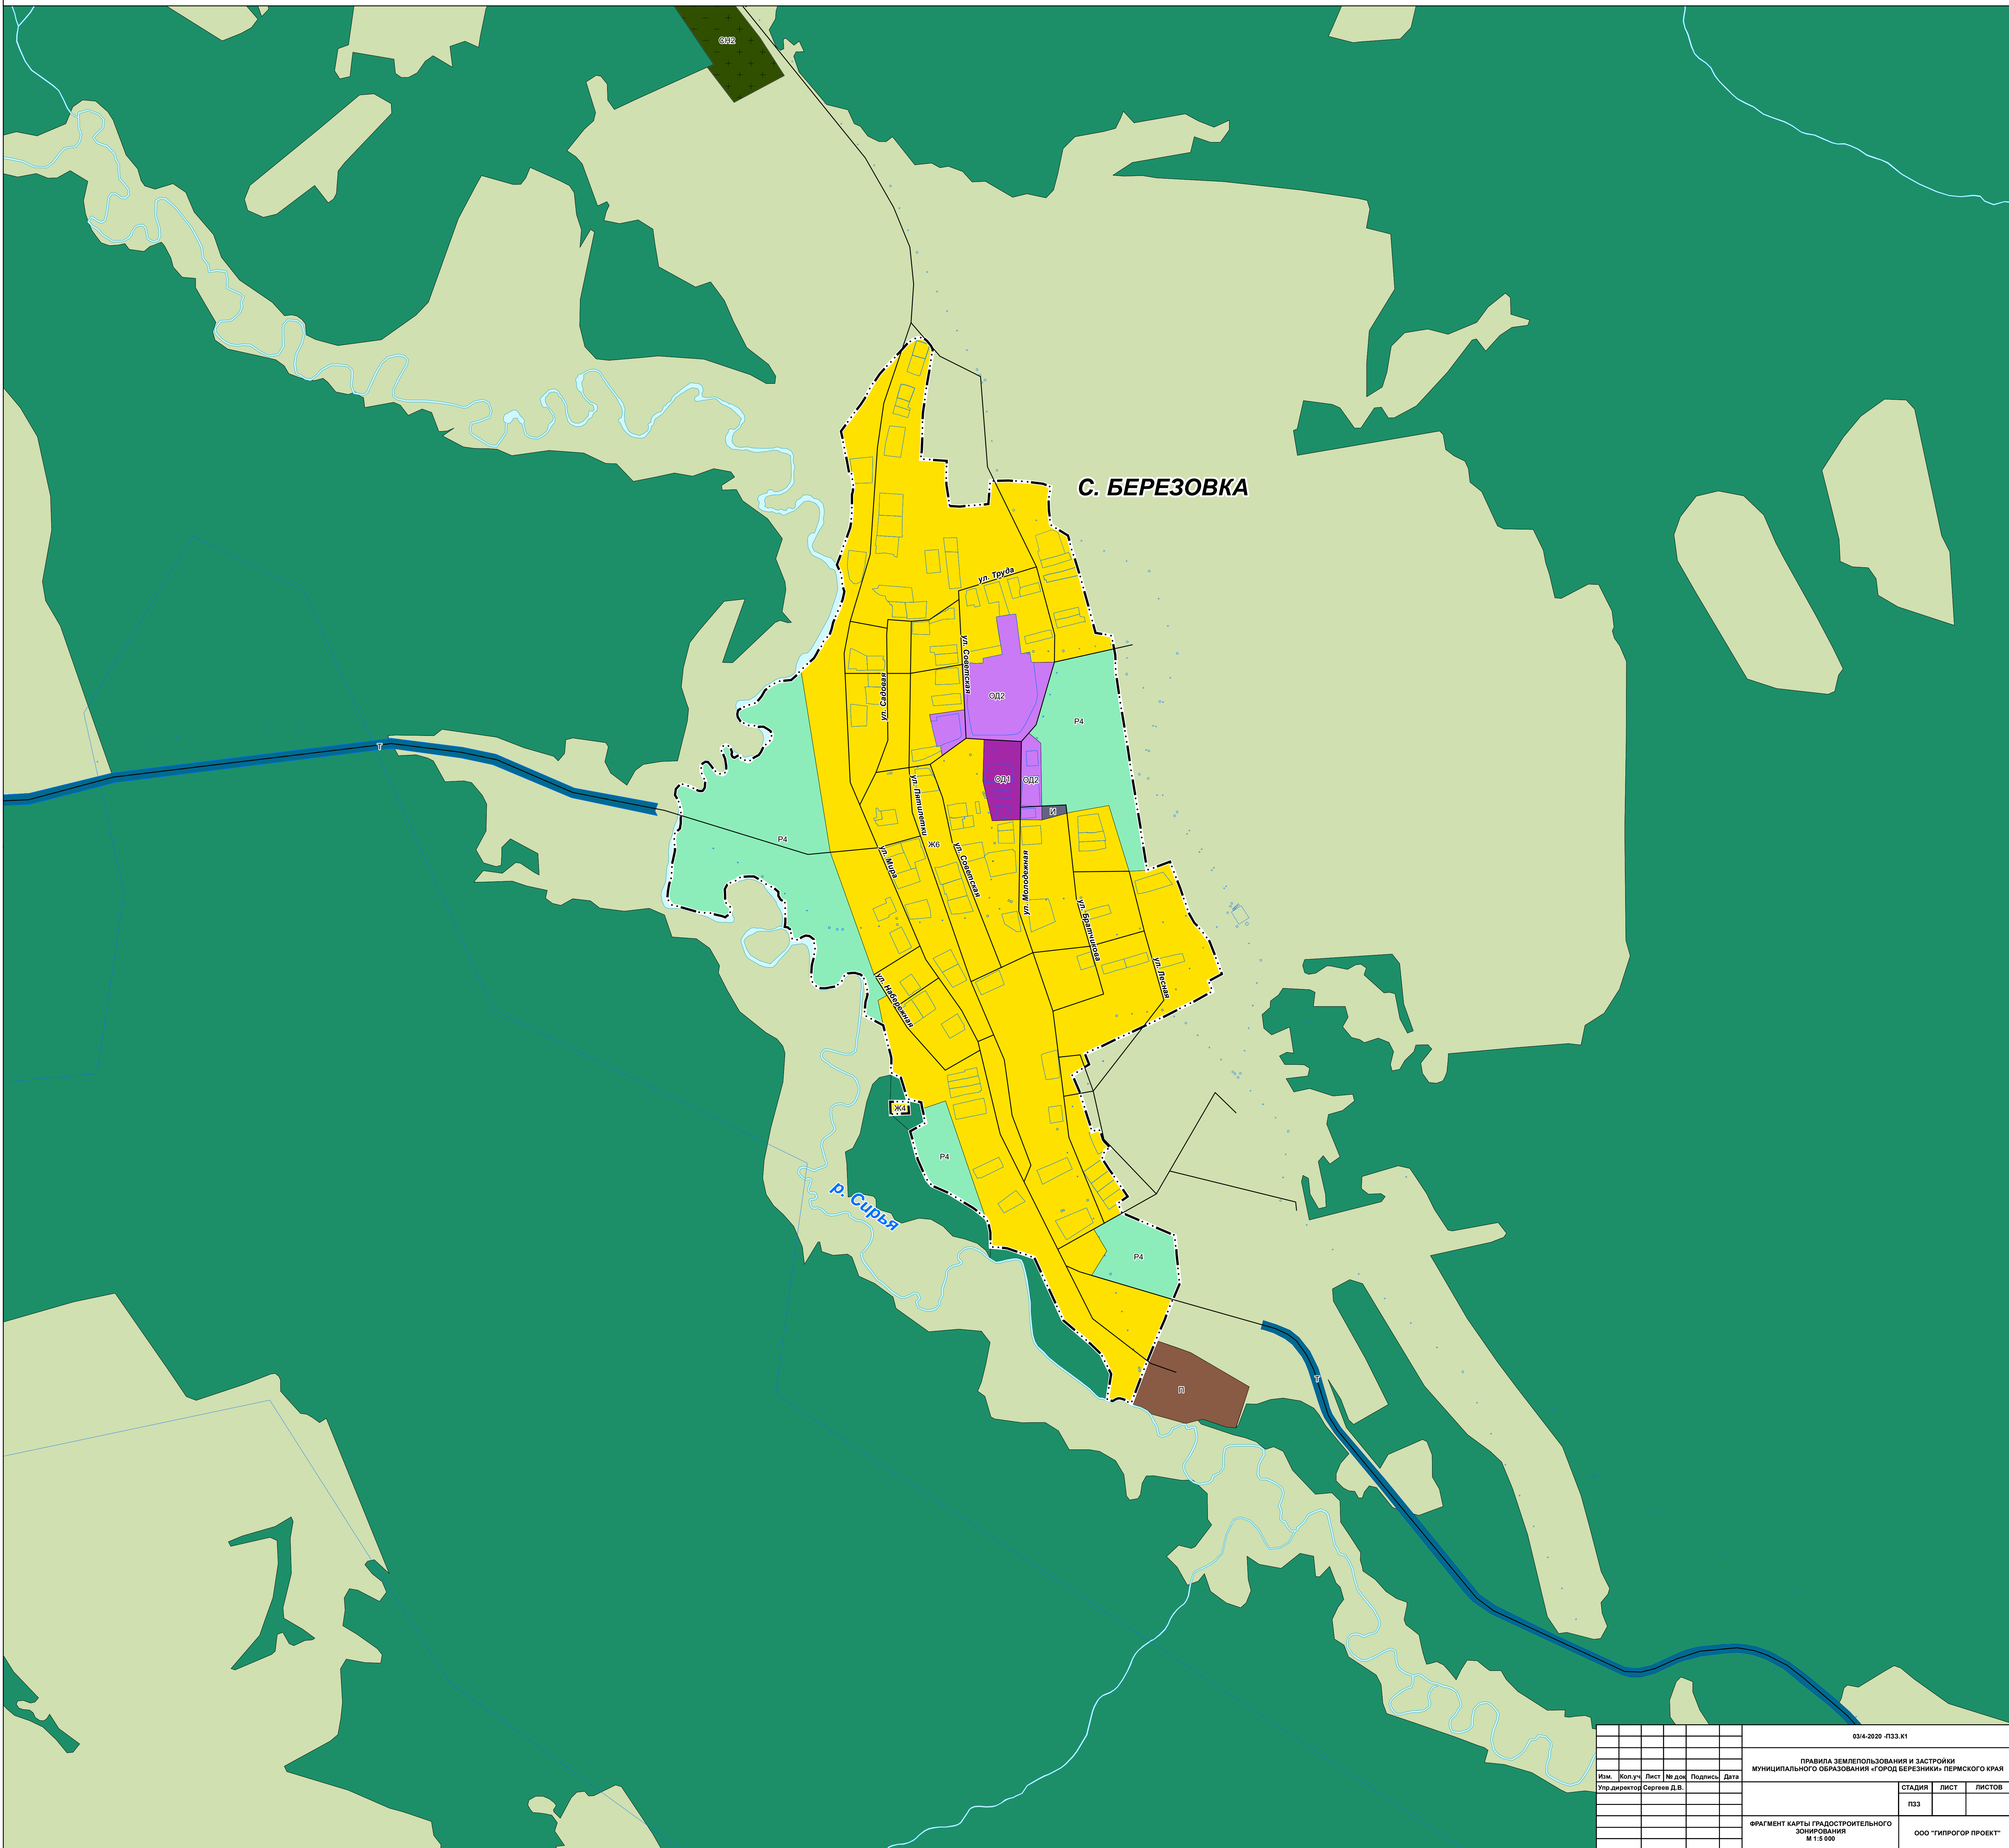 СН2
С. БЕРЕЗОВКА
ул. Труда
ул. Советская
ул. Садовая
ОД2
Р4
Т
ОД1
ОД2
ул. Пятилетки
И
Р4
Ж6
ул. Мира
ул. Советская
ул. Молодежная
ул. Братчикова
ул. Лесная
ул. Набережная
Ж4
Р4
р. Сирья
Р4
Т
П
03/4-2020 -ПЗЗ.К1
ПРАВИЛА ЗЕМЛЕПОЛЬЗОВАНИЯ И ЗАСТРОЙКИ
МУНИЦИПАЛЬНОГО ОБРАЗОВАНИЯ «ГОРОД БЕРЕЗНИКИ» ПЕРМСКОГО КРАЯ
Изм. Кол.уч Лист № док Подпись Дата
Упр.директор Сергеев Д.В.
СТАДИЯ ЛИСТ ЛИСТОВ
ПЗЗ
ФРАГМЕНТ КАРТЫ ГРАДОСТРОИТЕЛЬНОГО
ЗОНИРОВАНИЯ
М 1:5 000
ООО "ГИПРОГОР ПРОЕКТ"